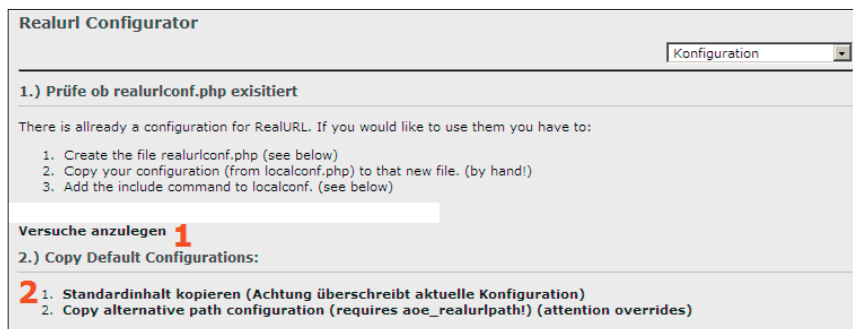 Realurl Configurator
Konfiguration
1.) Prüfe ob realurlconf.php exisitiert
There is allready a configuration for RealURL. If you would like to use them you have to:
1. Create the file realurlconf.php (see below)
2. Copy your configuration (from localconf.php) to that new file. (by hand!)
3. Add the include command to localconf. (see below)
Versuche anzulegen 1
2.) Copy Default Configurations:
2 1. Standardinhalt kopieren (Achtung überschreibt aktuelle Konfiguration)
2. Copy alternative path configuration (requires aoe_realurlpath!) (attention overrides)